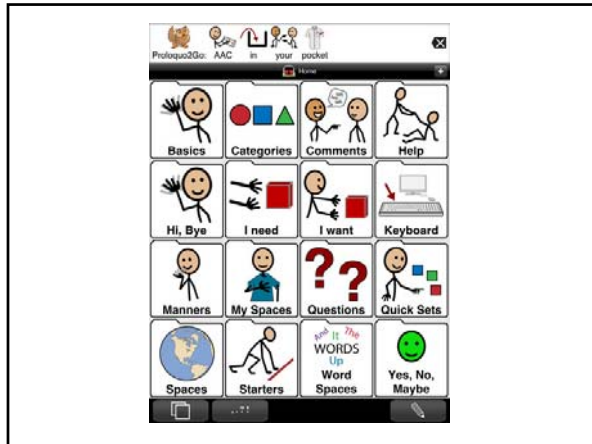 Proloquo2Go: AAC in your pocket
Home
Basics Categories Comments Help
Hi, Bye I need I want Keyboard
Manners My Spaces Questions Quick Sets
And It The
WORDS
Up
Spaces Starters Word Spaces Yes, No, Maybe